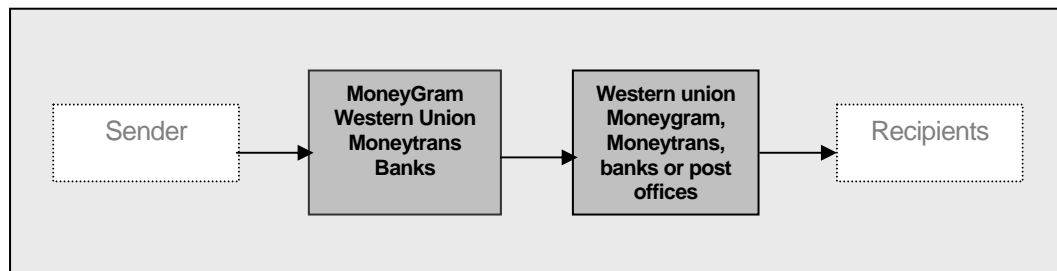 Sender
MoneyGram
Western Union
Moneytrans
Banks
Western union
Moneygram,
Moneytrans,
banks or post
offices
Recipients